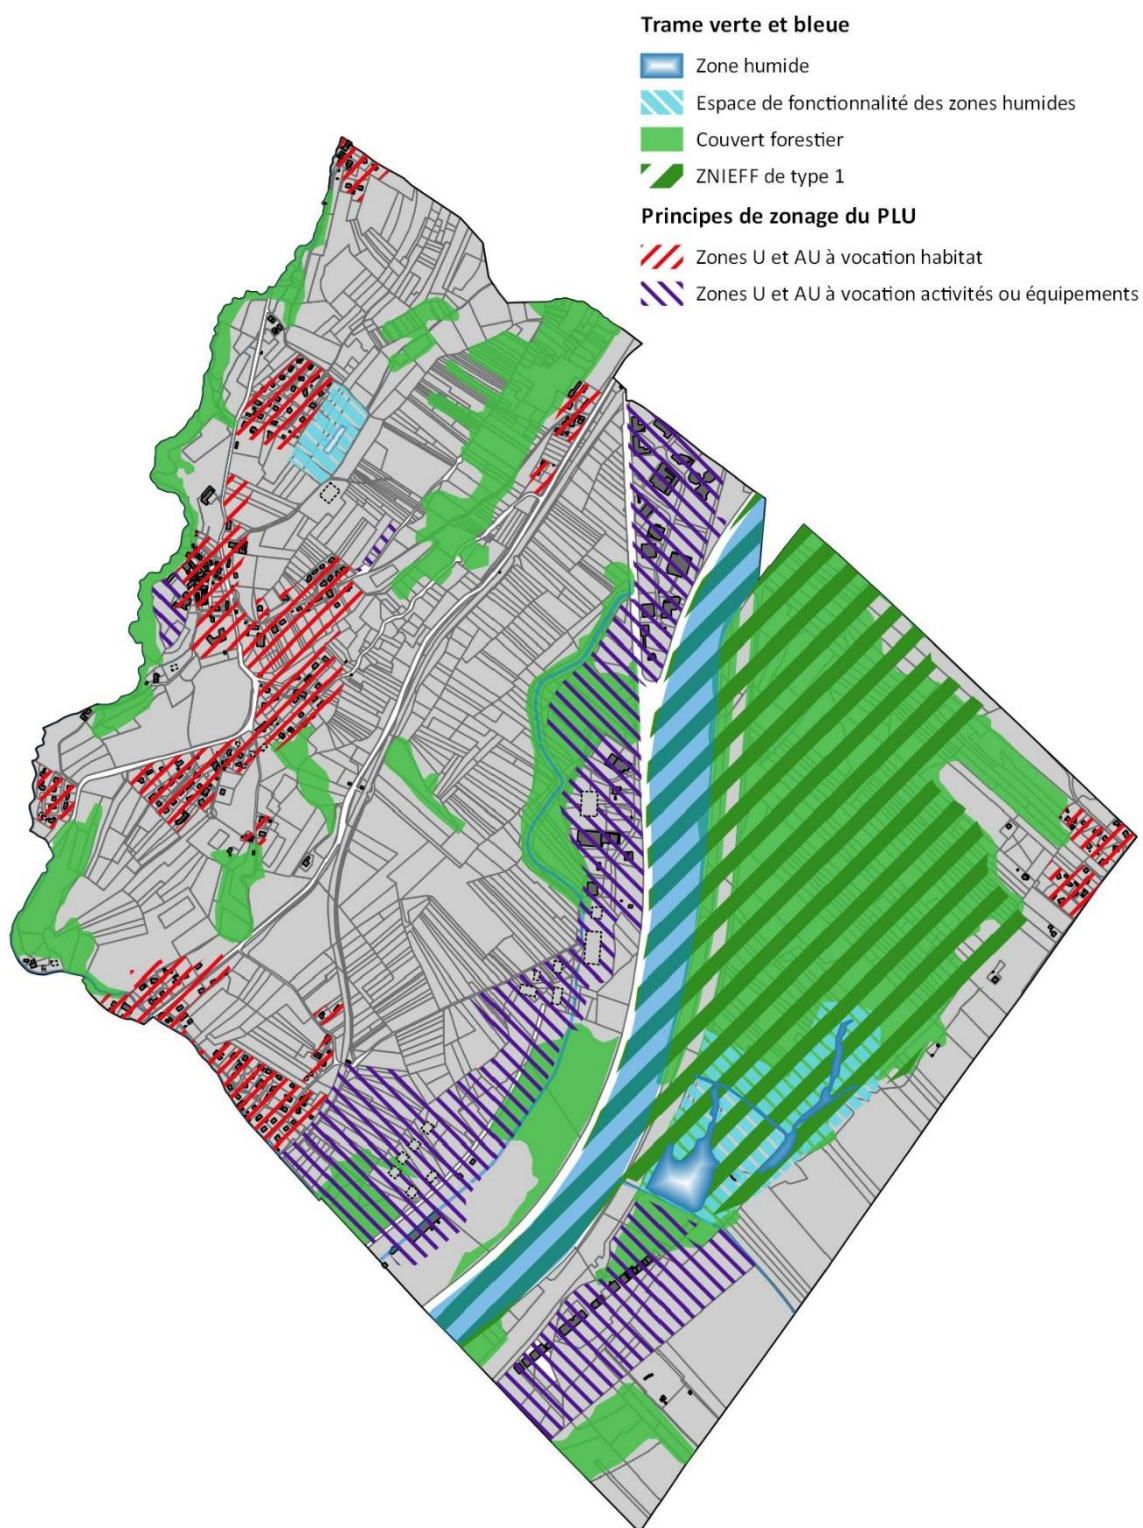 Trame verte et bleue
Zone humide
Espace de fonctionnalité des zones humides
Couvert forestier
ZNIEFF de type 1
Principes de zonage du PLU
Zones U et AU à vocation habitat
Zones U et AU à vocation activités ou équipements